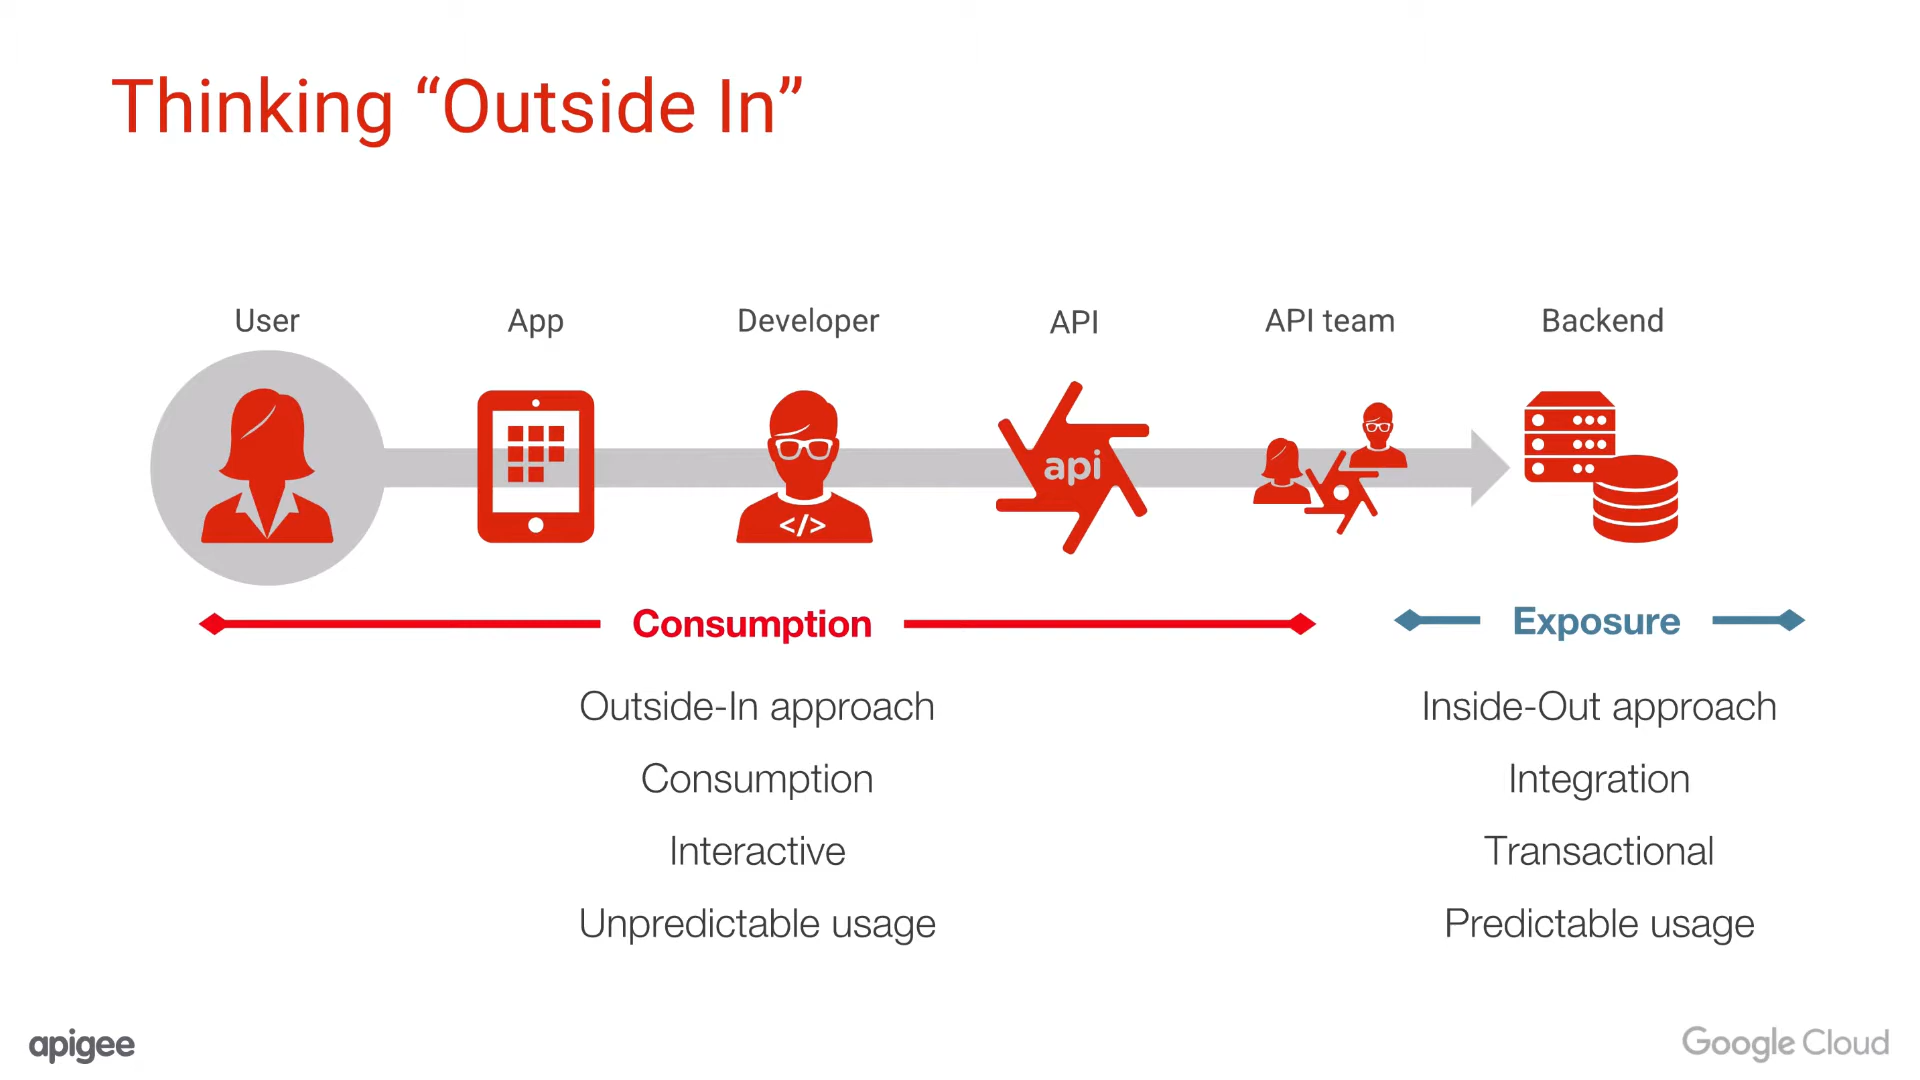 Thinking “Outside In”
User
App
Developer
API
API team
Backend
</>
api
Consumption
Exposure
Outside-In approach
Inside-Out approach
Consumption
Integration
Interactive
Transactional
Unpredictable usage
Predictable usage
apigee
Google Cloud